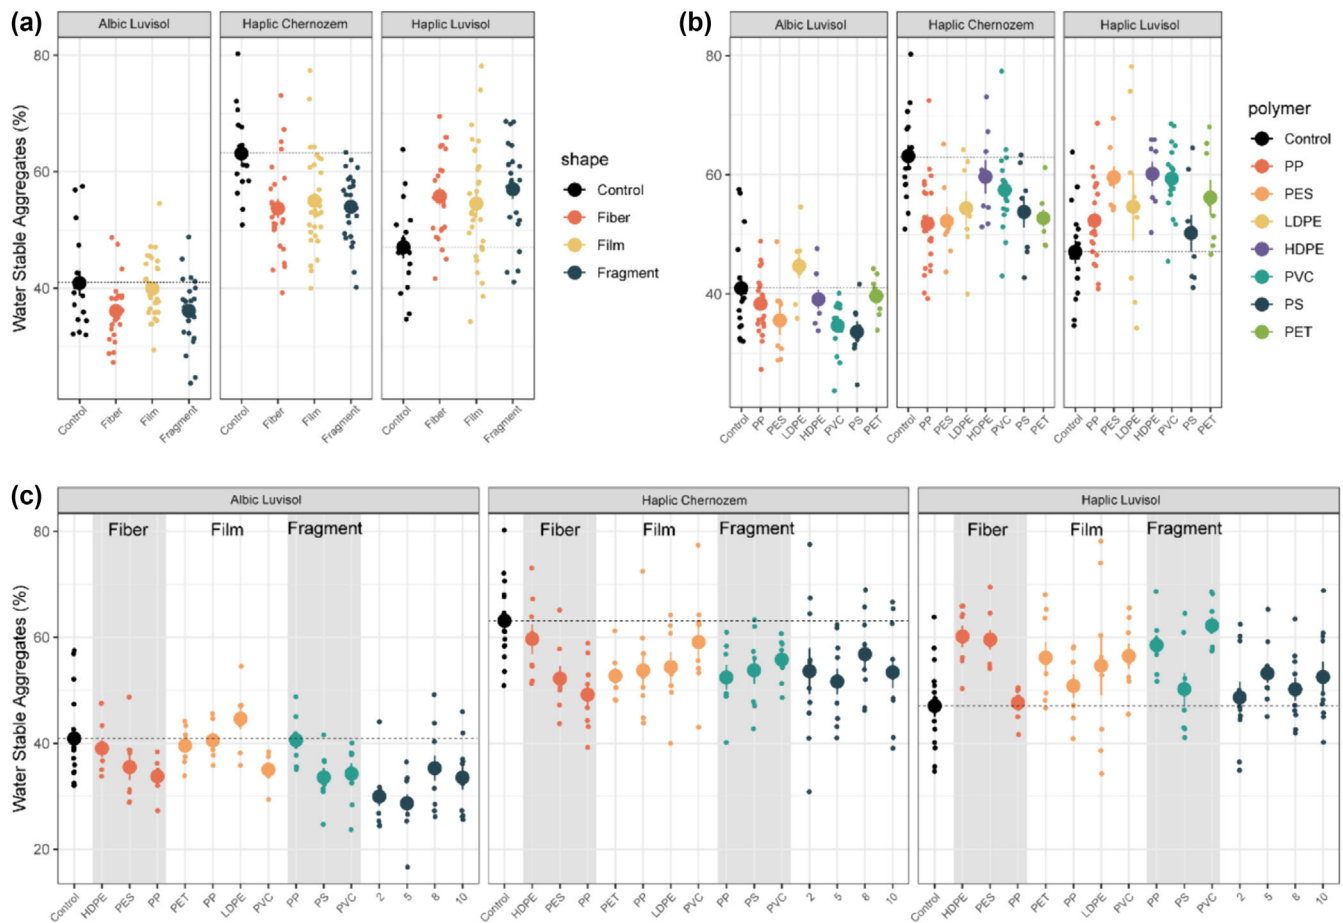 (a)
Albic Luvisol
Haplic Chernozem
Haplic Luvisol
Water Stable Aggregates (%)
80
60
40
Control
Fiber
Film
Fragment
Control
Fiber
Film
Fragment
Control
Fiber
Film
Fragment
shape
Control
Fiber
Film
Fragment
(b)
Albic Luvisol
Haplic Chernozem
Haplic Luvisol
Water Stable Aggregates (%)
80
60
40
Control
PP
PES
LDPE
HDPE
PVC
PS
PET
Control
PP
PES
LDPE
HDPE
PVC
PS
PET
Control
PP
PES
LDPE
HDPE
PVC
PS
PET
polymer
Control
PP
PES
LDPE
HDPE
PVC
PS
PET
(c)
Albic Luvisol
Haplic Chernozem
Haplic Luvisol
Fiber Film Fragment
Fiber Film Fragment
Fiber Film Fragment
Water Stable Aggregates (%)
80
60
40
20
Control
HDPE
PES
PP
PET
PP
LDPE
PVC
PP
PS
PVC
2
5
8
10
Control
HDPE
PES
PP
PET
PP
LDPE
PVC
PP
PS
PVC
2
5
8
10
Control
HDPE
PES
PP
PET
PP
LDPE
PVC
PP
PS
PVC
2
5
8
10